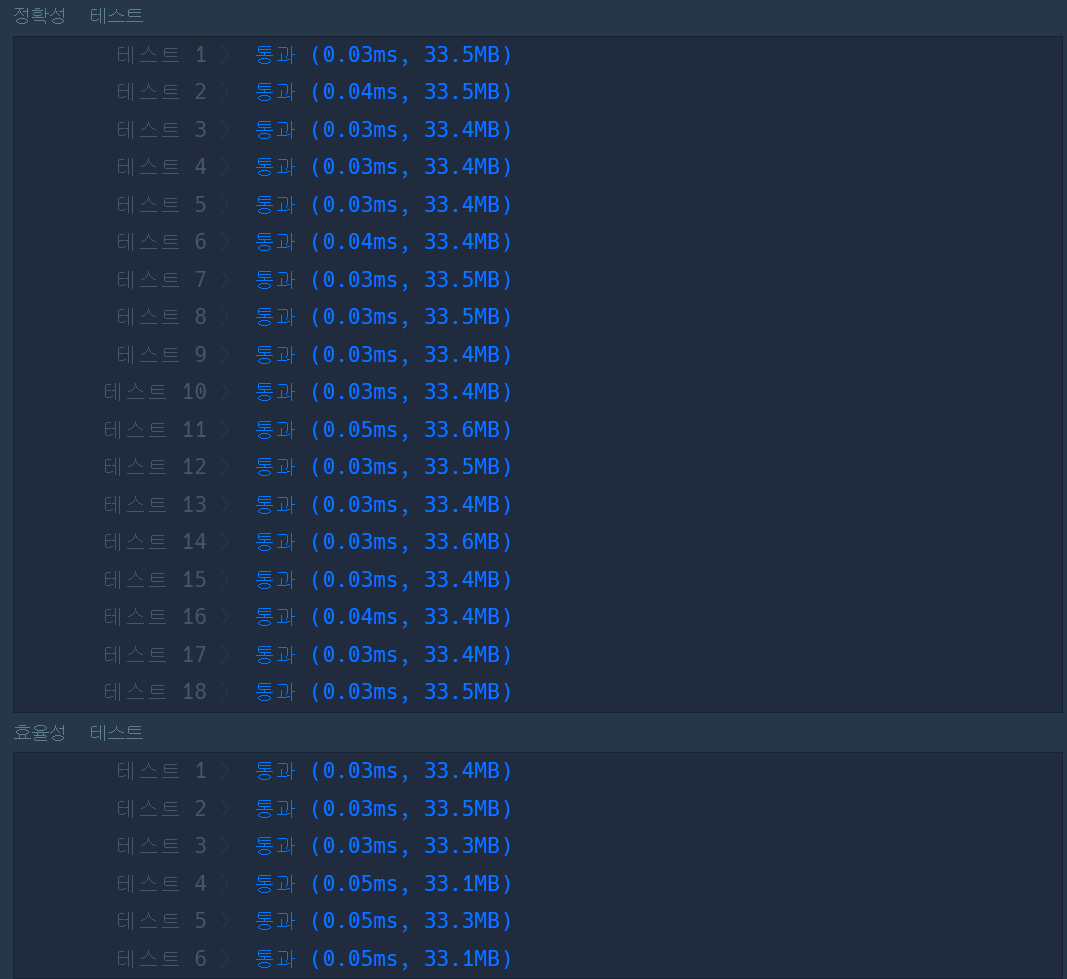 정확성 테스트
테스트 1 〉 통과 (0.03ms, 33.5MB)
테스트 2 〉 통과 (0.04ms, 33.5MB)
테스트 3 〉 통과 (0.03ms, 33.4MB)
테스트 4 〉 통과 (0.03ms, 33.4MB)
테스트 5 〉 통과 (0.03ms, 33.4MB)
테스트 6 〉 통과 (0.04ms, 33.4MB)
테스트 7 〉 통과 (0.03ms, 33.5MB)
테스트 8 〉 통과 (0.03ms, 33.5MB)
테스트 9 〉 통과 (0.03ms, 33.4MB)
테스트 10 〉 통과 (0.03ms, 33.4MB)
테스트 11 〉 통과 (0.05ms, 33.6MB)
테스트 12 〉 통과 (0.03ms, 33.5MB)
테스트 13 〉 통과 (0.03ms, 33.4MB)
테스트 14 〉 통과 (0.03ms, 33.6MB)
테스트 15 〉 통과 (0.03ms, 33.4MB)
테스트 16 〉 통과 (0.04ms, 33.4MB)
테스트 17 〉 통과 (0.03ms, 33.4MB)
테스트 18 〉 통과 (0.03ms, 33.5MB)
효율성 테스트
테스트 1 〉 통과 (0.03ms, 33.4MB)
테스트 2 〉 통과 (0.03ms, 33.5MB)
테스트 3 〉 통과 (0.03ms, 33.3MB)
테스트 4 〉 통과 (0.05ms, 33.1MB)
테스트 5 〉 통과 (0.05ms, 33.3MB)
테스트 6 〉 통과 (0.05ms, 33.1MB)